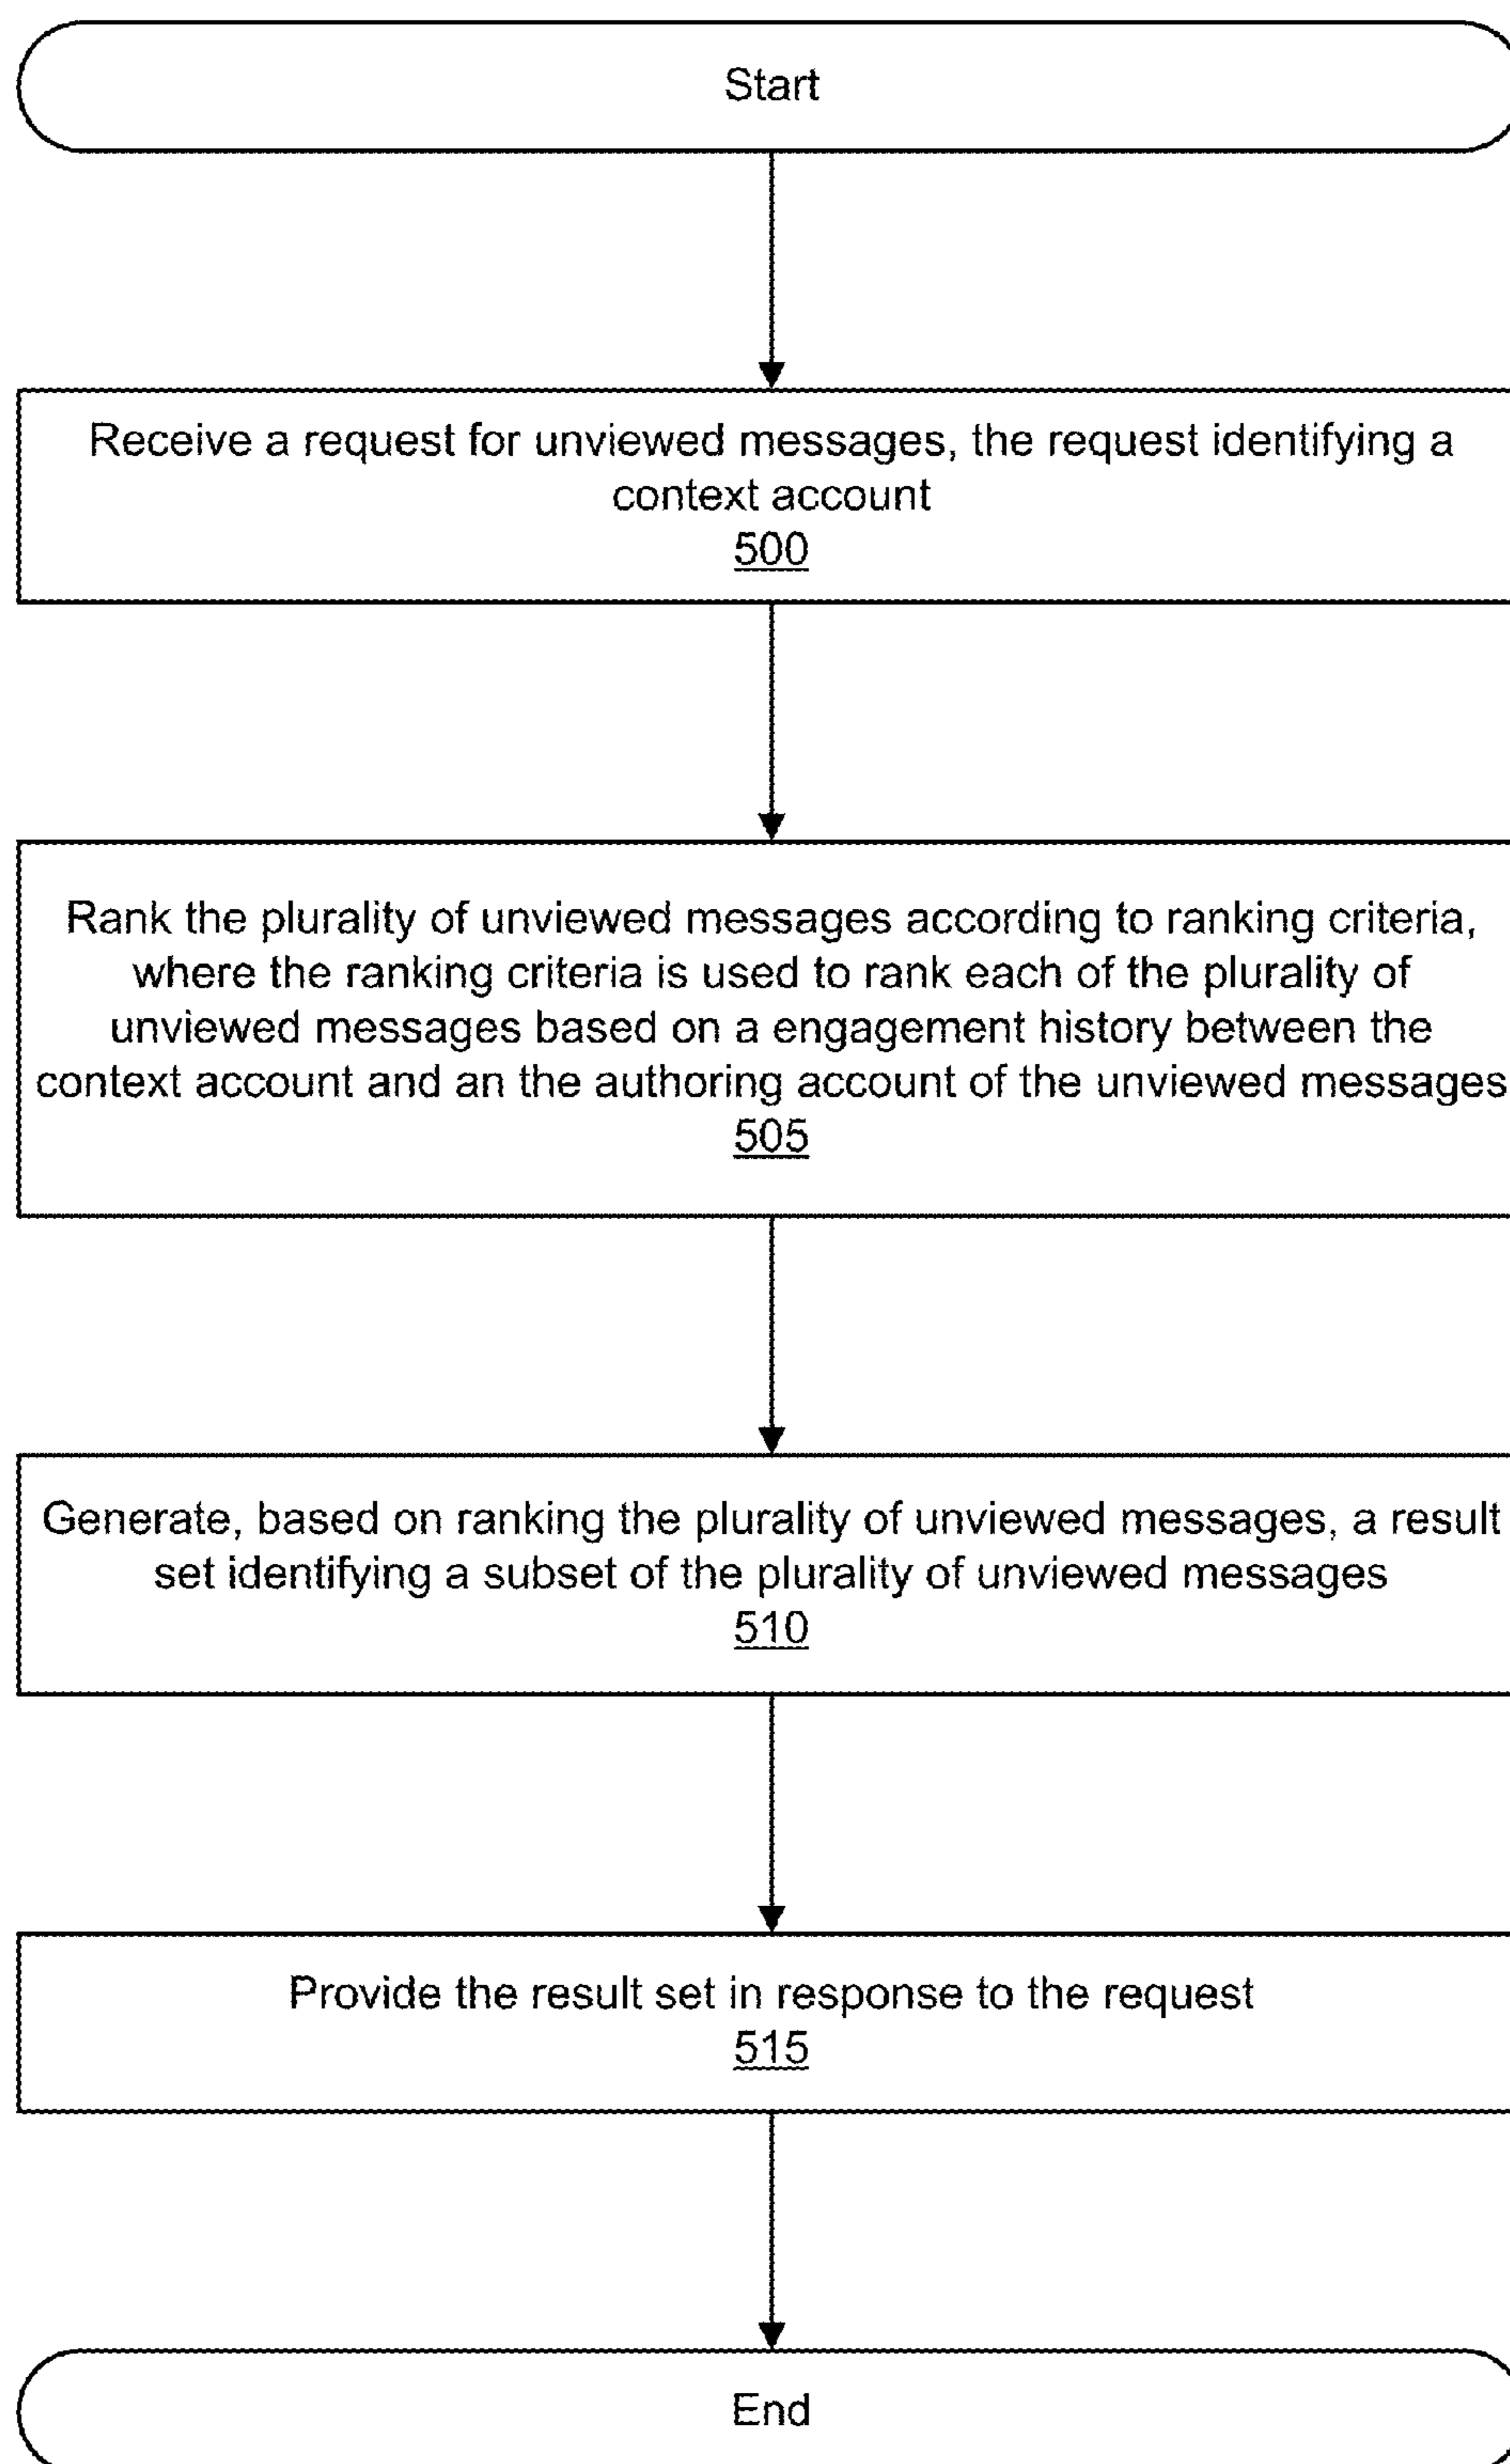 Start
Receive a request for unviewed messages, the request identifying a
context account
500
Rank the plurality of unviewed messages according to ranking criteria,
where the ranking criteria is used to rank each of the plurality of
unviewed messages based on a engagement history between the
context account and an the authoring account of the unviewed messages
505
Generate, based on ranking the plurality of unviewed messages, a result
set identifying a subset of the plurality of unviewed messages
510
Provide the result set in response to the request
515
End